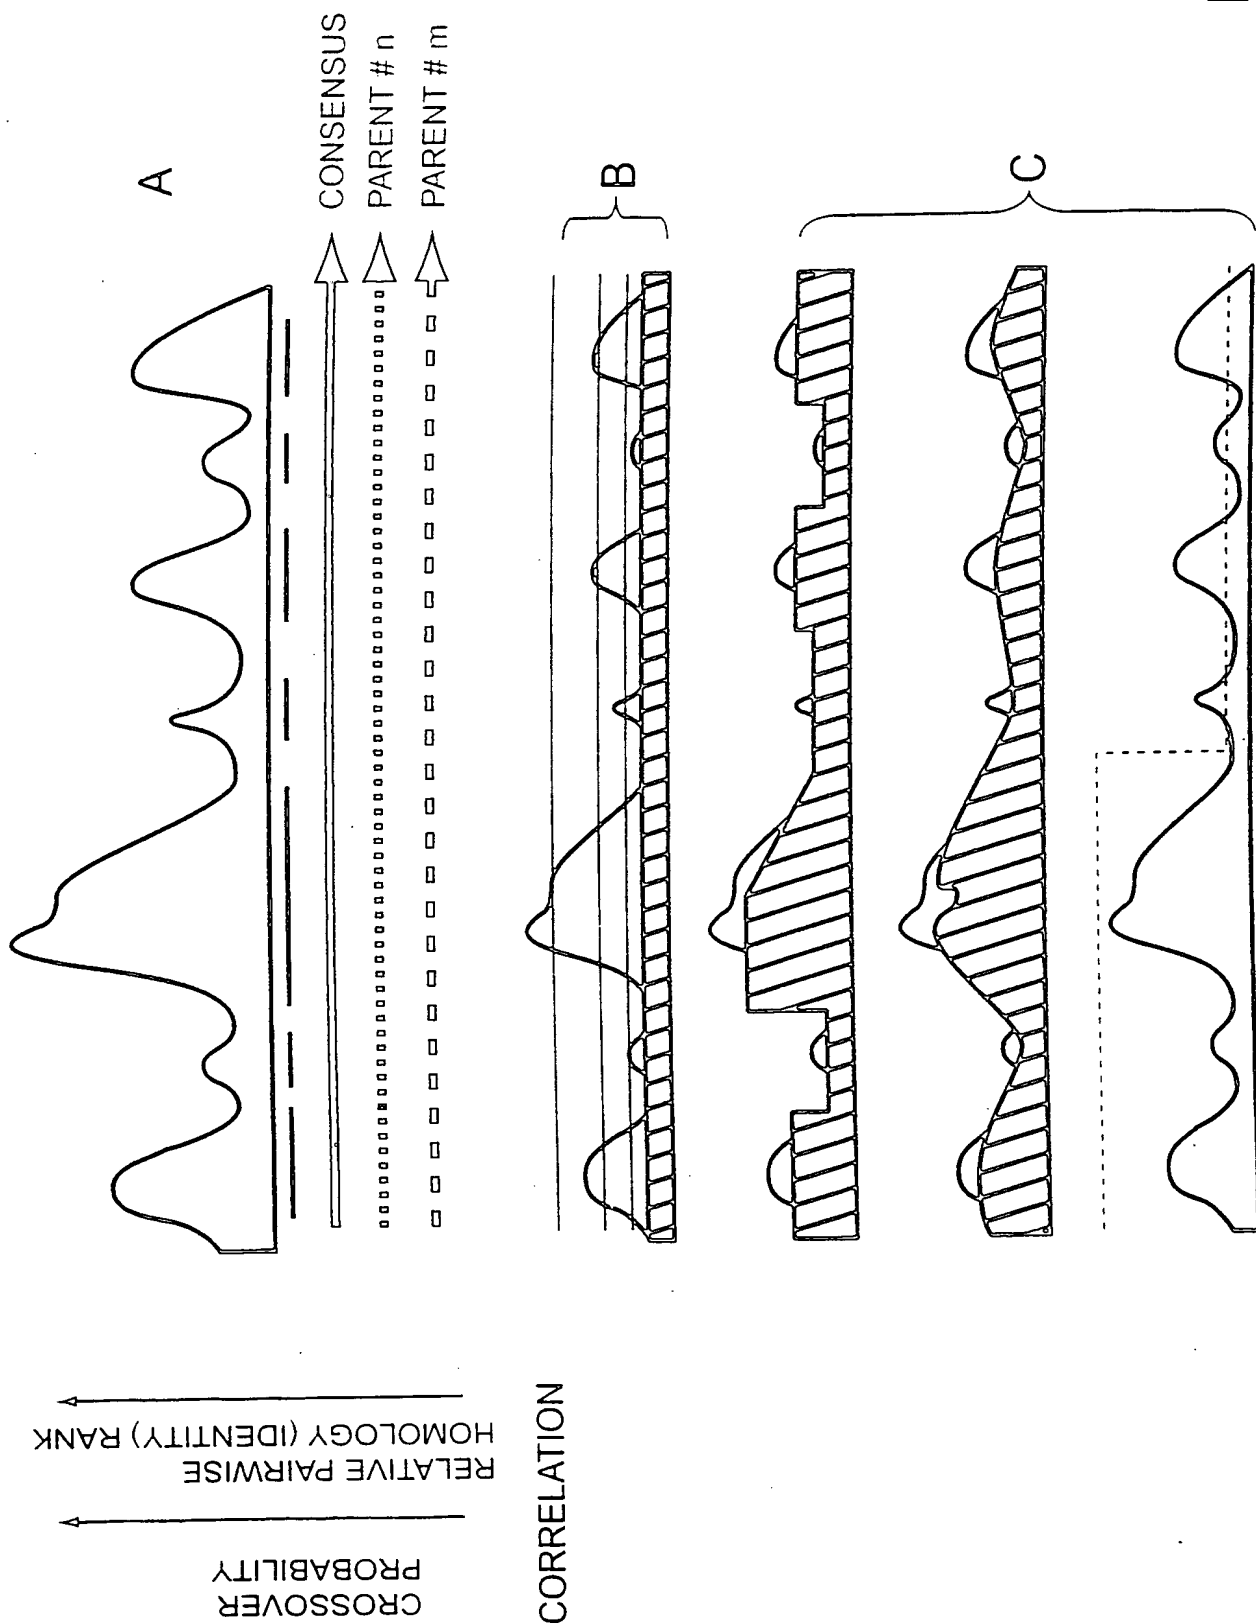 A
CONSENSUS
PARENT # n
PARENT # m
B
C
CROSSOVER
PROBABILITY
RELATIVE PAIRWISE
HOMOLOGY (IDENTITY) RANK
CORRELATION